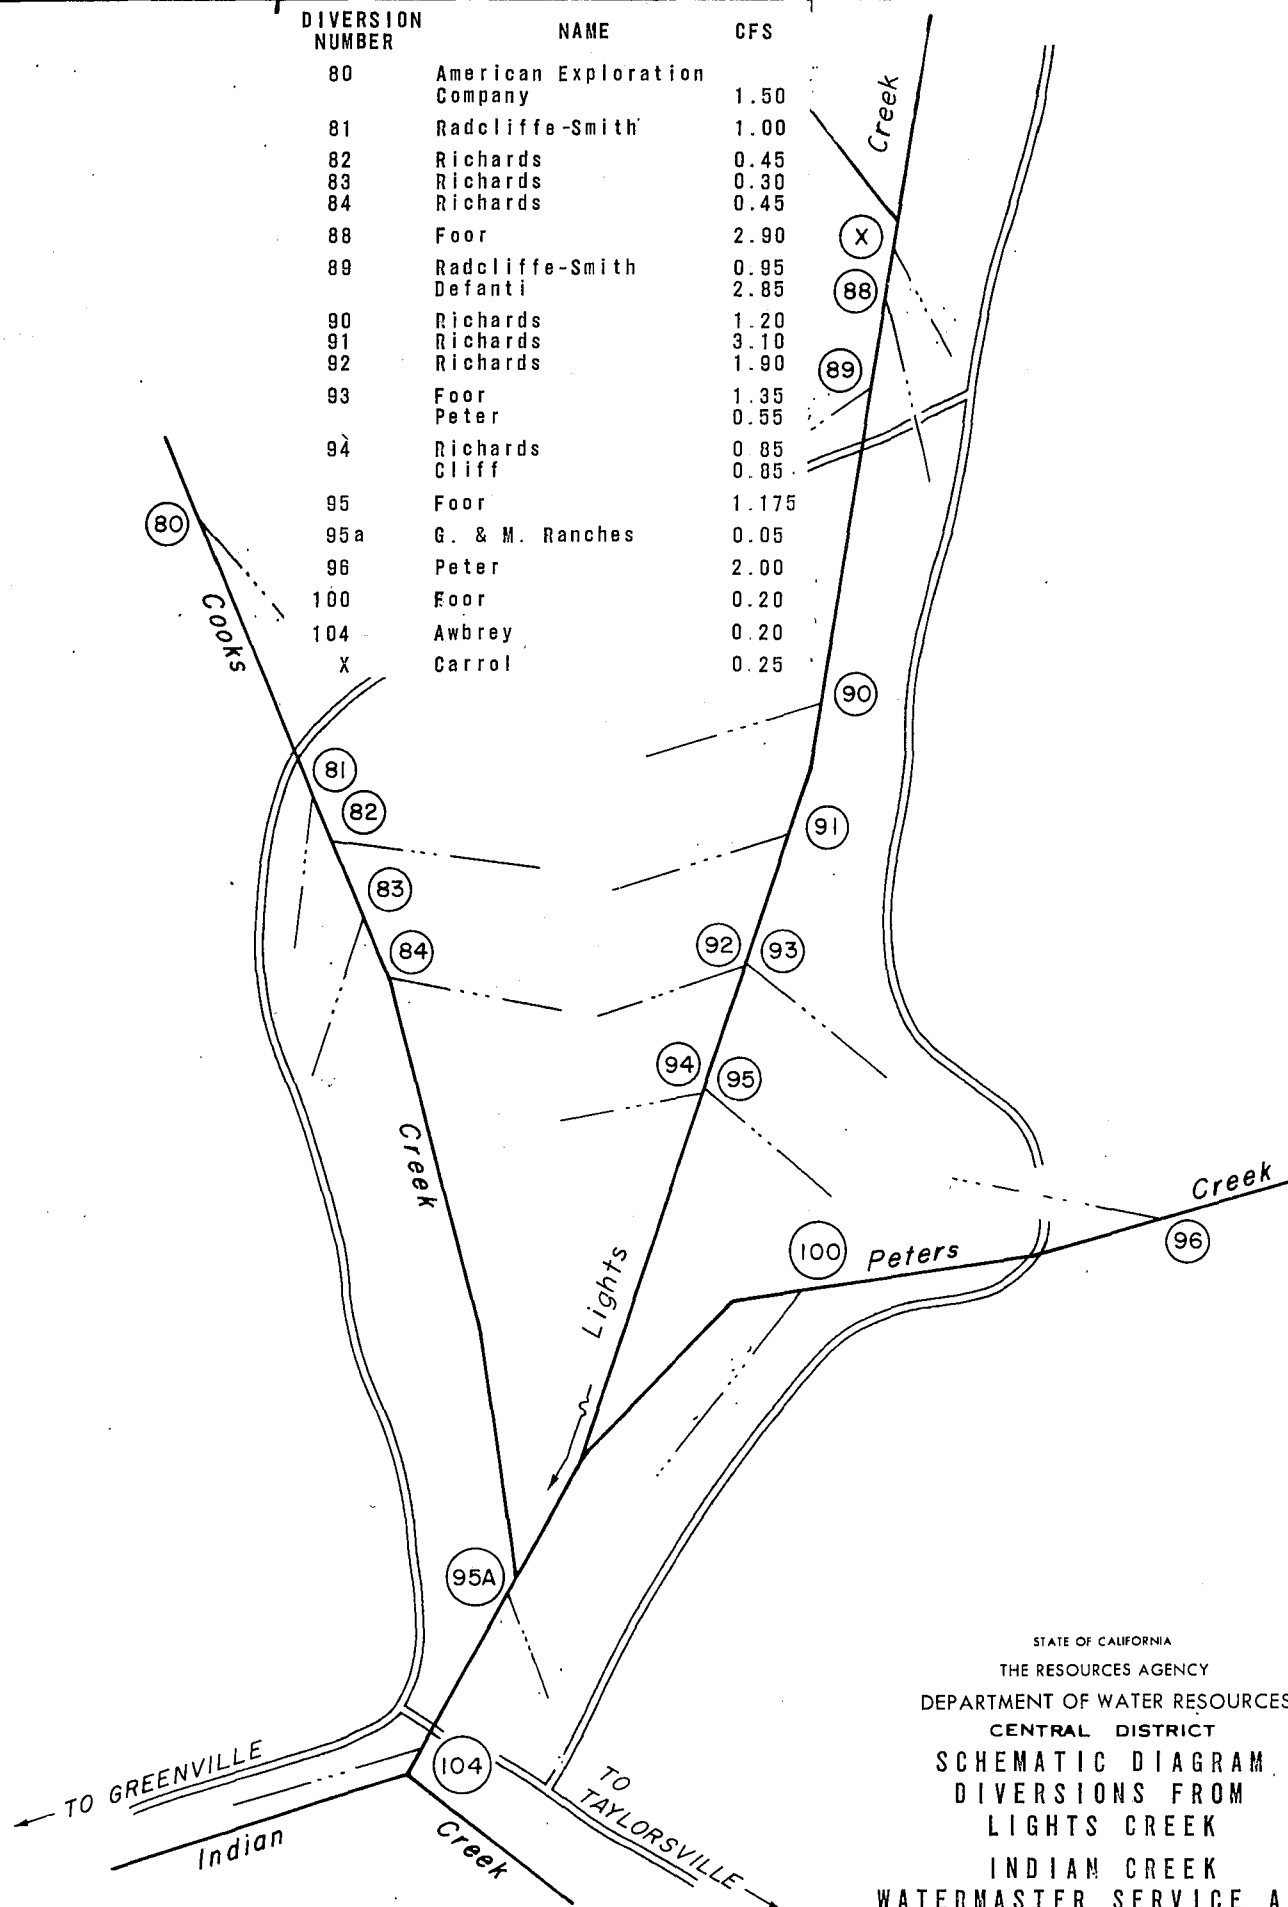 DIVERSION
NUMBER NAME CFS
80 American Exploration
Company 1.50
81 Radcliffe-Smith 1.00
82 Richards 0.45
83 Richards 0.30
84 Richards 0.45
88 Foor 2.90
89 Radcliffe-Smith 0.95
Defanti 2.85
90 Richards 1.20
91 Richards 3.10
92 Richards 1.90
93 Foor 1.35
Peter 0.55
94 Richards 0.85
Cliff 0.85
95 Foor 1.175
95a G. & M. Ranches 0.05
96 Peter 2.00
100 Foor 0.20
104 Awbrey 0.20
X Carrol 0.25
Creek
X
88
89
80
Cooks
90
81
82
91
83
84
92
93
94
95
Creek
Creek
96
100
Peters
Lights
95A
104
TO GREENVILLE
TO
TAYLORSVILLE
Indian
Creek
STATE OF CALIFORNIA
THE RESOURCES AGENCY
DEPARTMENT OF WATER RESOURCES
CENTRAL DISTRICT
SCHEMATIC DIAGRAM
DIVERSIONS FROM
LIGHTS CREEK
INDIAN CREEK
WATERMASTER SERVICE A